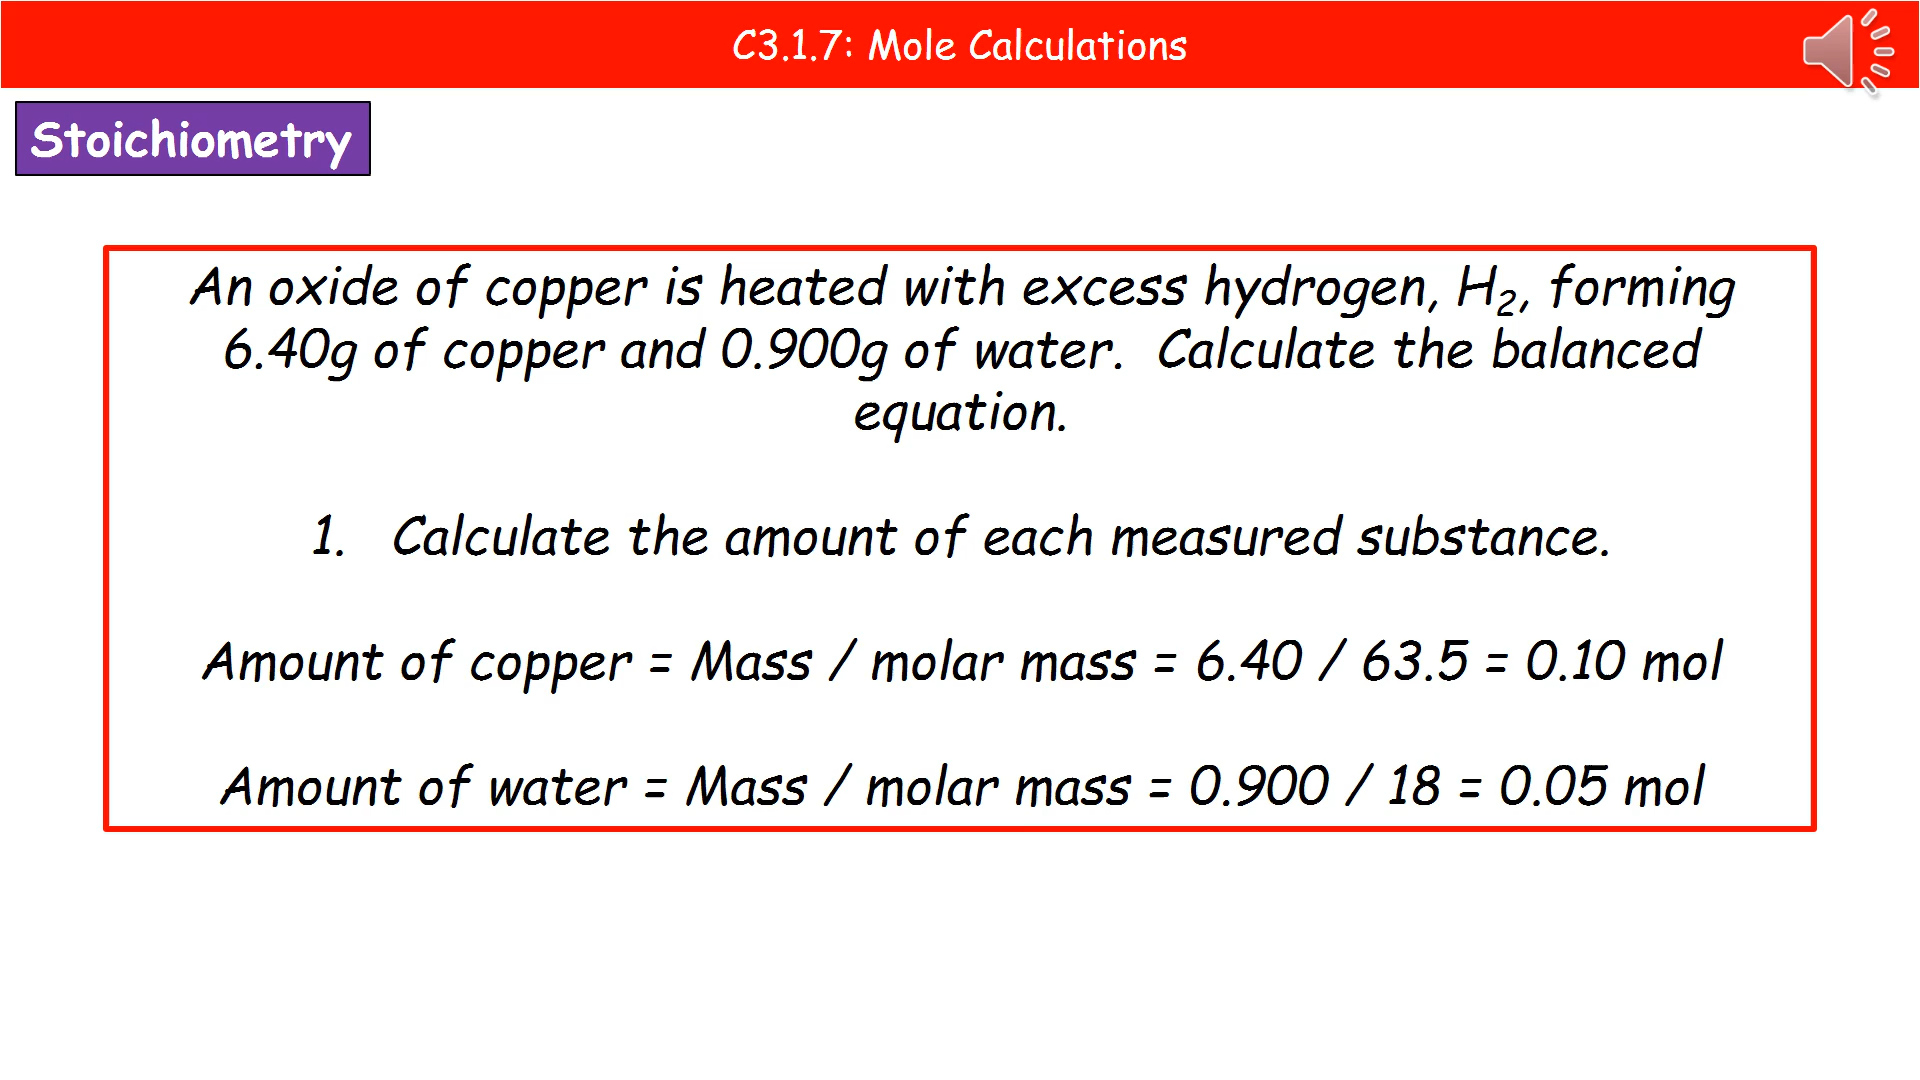 C3.1.7: Mole Calculations
Stoichiometry
An oxide of copper is heated with excess hydrogen, H₂, forming
6.40g of copper and 0.900g of water.  Calculate the balanced
equation.
1.   Calculate the amount of each measured substance.
Amount of copper = Mass / molar mass = 6.40 / 63.5 = 0.10 mol
Amount of water = Mass / molar mass = 0.900 / 18 = 0.05 mol